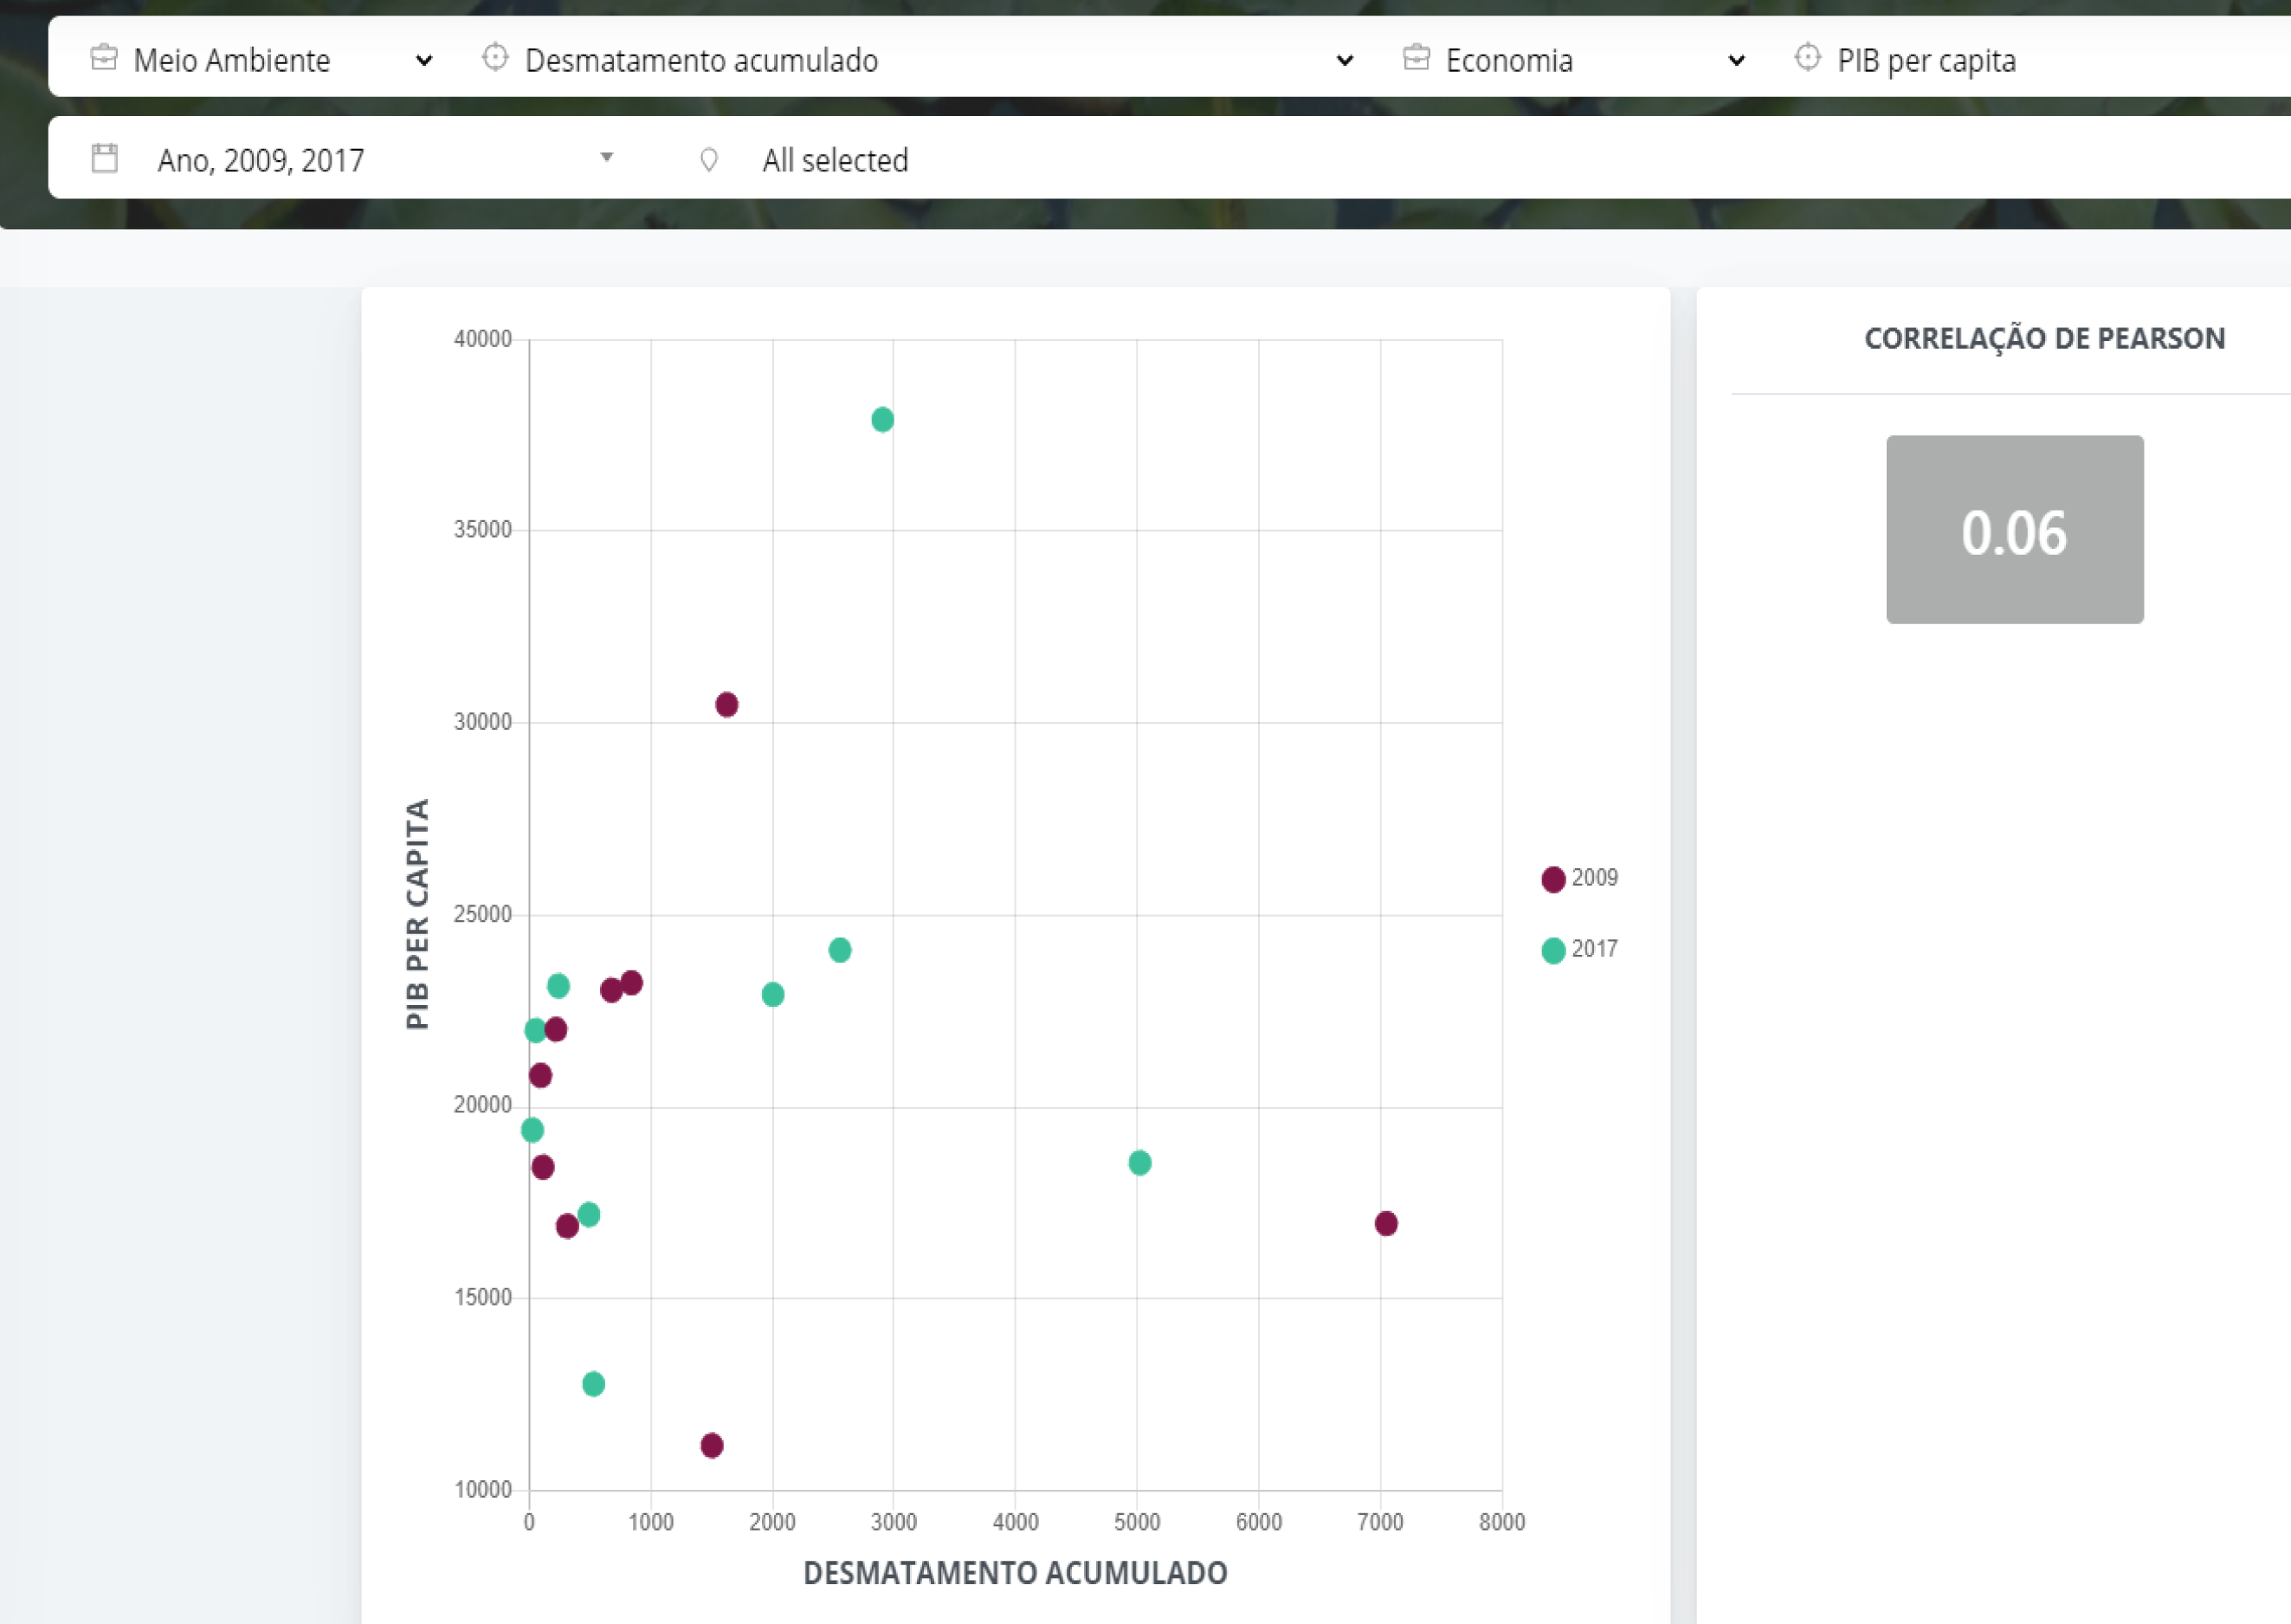 Meio Ambiente Desmatamento acumulado Economia PIB per capita
Ano, 2009, 2017 All selected
CORRELAÇÃO DE PEARSON
0.06
40000
35000
30000
25000
20000
15000
10000
PIB PER CAPITA
2009
2017
0 1000 2000 3000 4000 5000 6000 7000 8000
DESMATAMENTO ACUMULADO